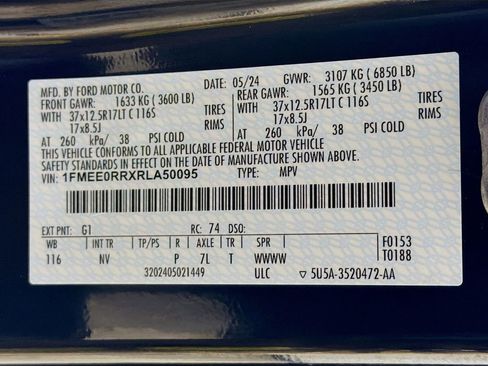 MFD. BY FORD MOTOR CO.
DATE: 05/24 GVWR: 3107 KG ( 6850 LB)
FRONT GAWR: 1633 KG ( 3600 LB) REAR GAWR: 1565 KG ( 3450 LB)
WITH 37x12.5R17LT C 116S TIRES WITH 37x12.5R17LT C 116S TIRES
17x8.5J RIMS 17x8.5J RIMS
AT 260 kPa/ 38 PSI COLD AT 260 kPa/ 38 PSI COLD
THIS VEHICLE CONFORMS TO ALL APPLICABLE FEDERAL MOTOR VEHICLE
SAFETY STANDARDS IN EFFECT ON THE DATE OF MANUFACTURE SHOWN ABOVE.
VIN: 1FMEE0RRXRLA50095 TYPE: MPV
EXT PNT: G1 RC: 74 DSO:
WB INT TR TP/PS R AXLE TR SPR F0153
116 NV P 7L T WWWW T0188
3202405021449 ULC ▽ 5U5A-3520472-AA